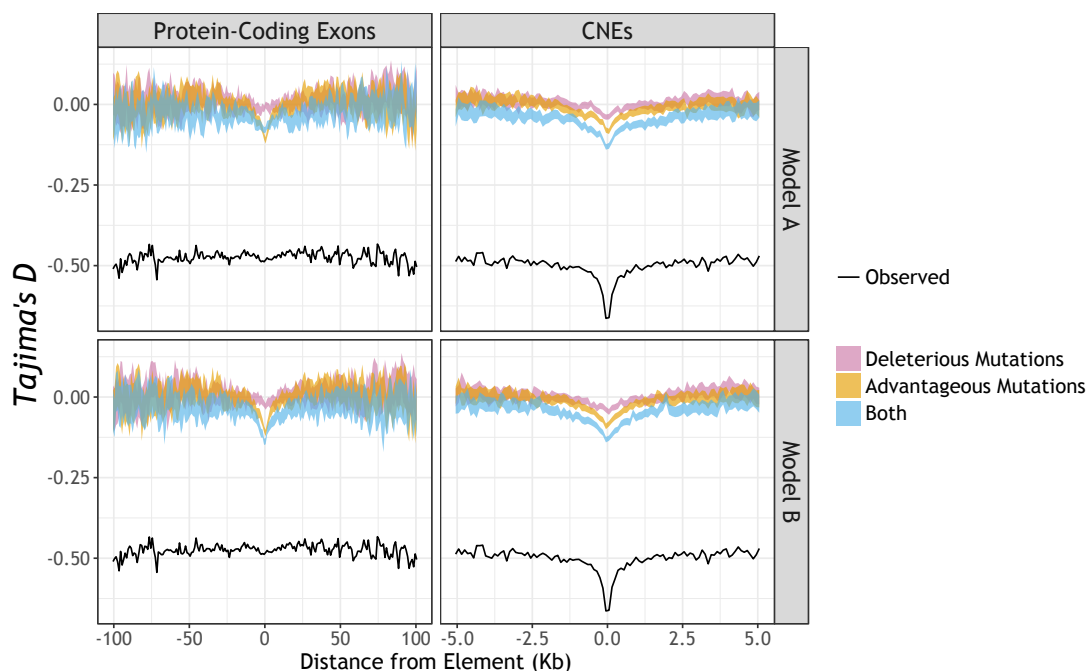 Protein-Coding Exons
CNEs
Tajima's D
0.00
-0.25
-0.50
Model A
0.00
-0.25
-0.50
Model B
-100
-50
0
50
100
-5.0
-2.5
0.0
2.5
5.0
Distance from Element (Kb)
Observed
Deleterious Mutations
Advantageous Mutations
Both